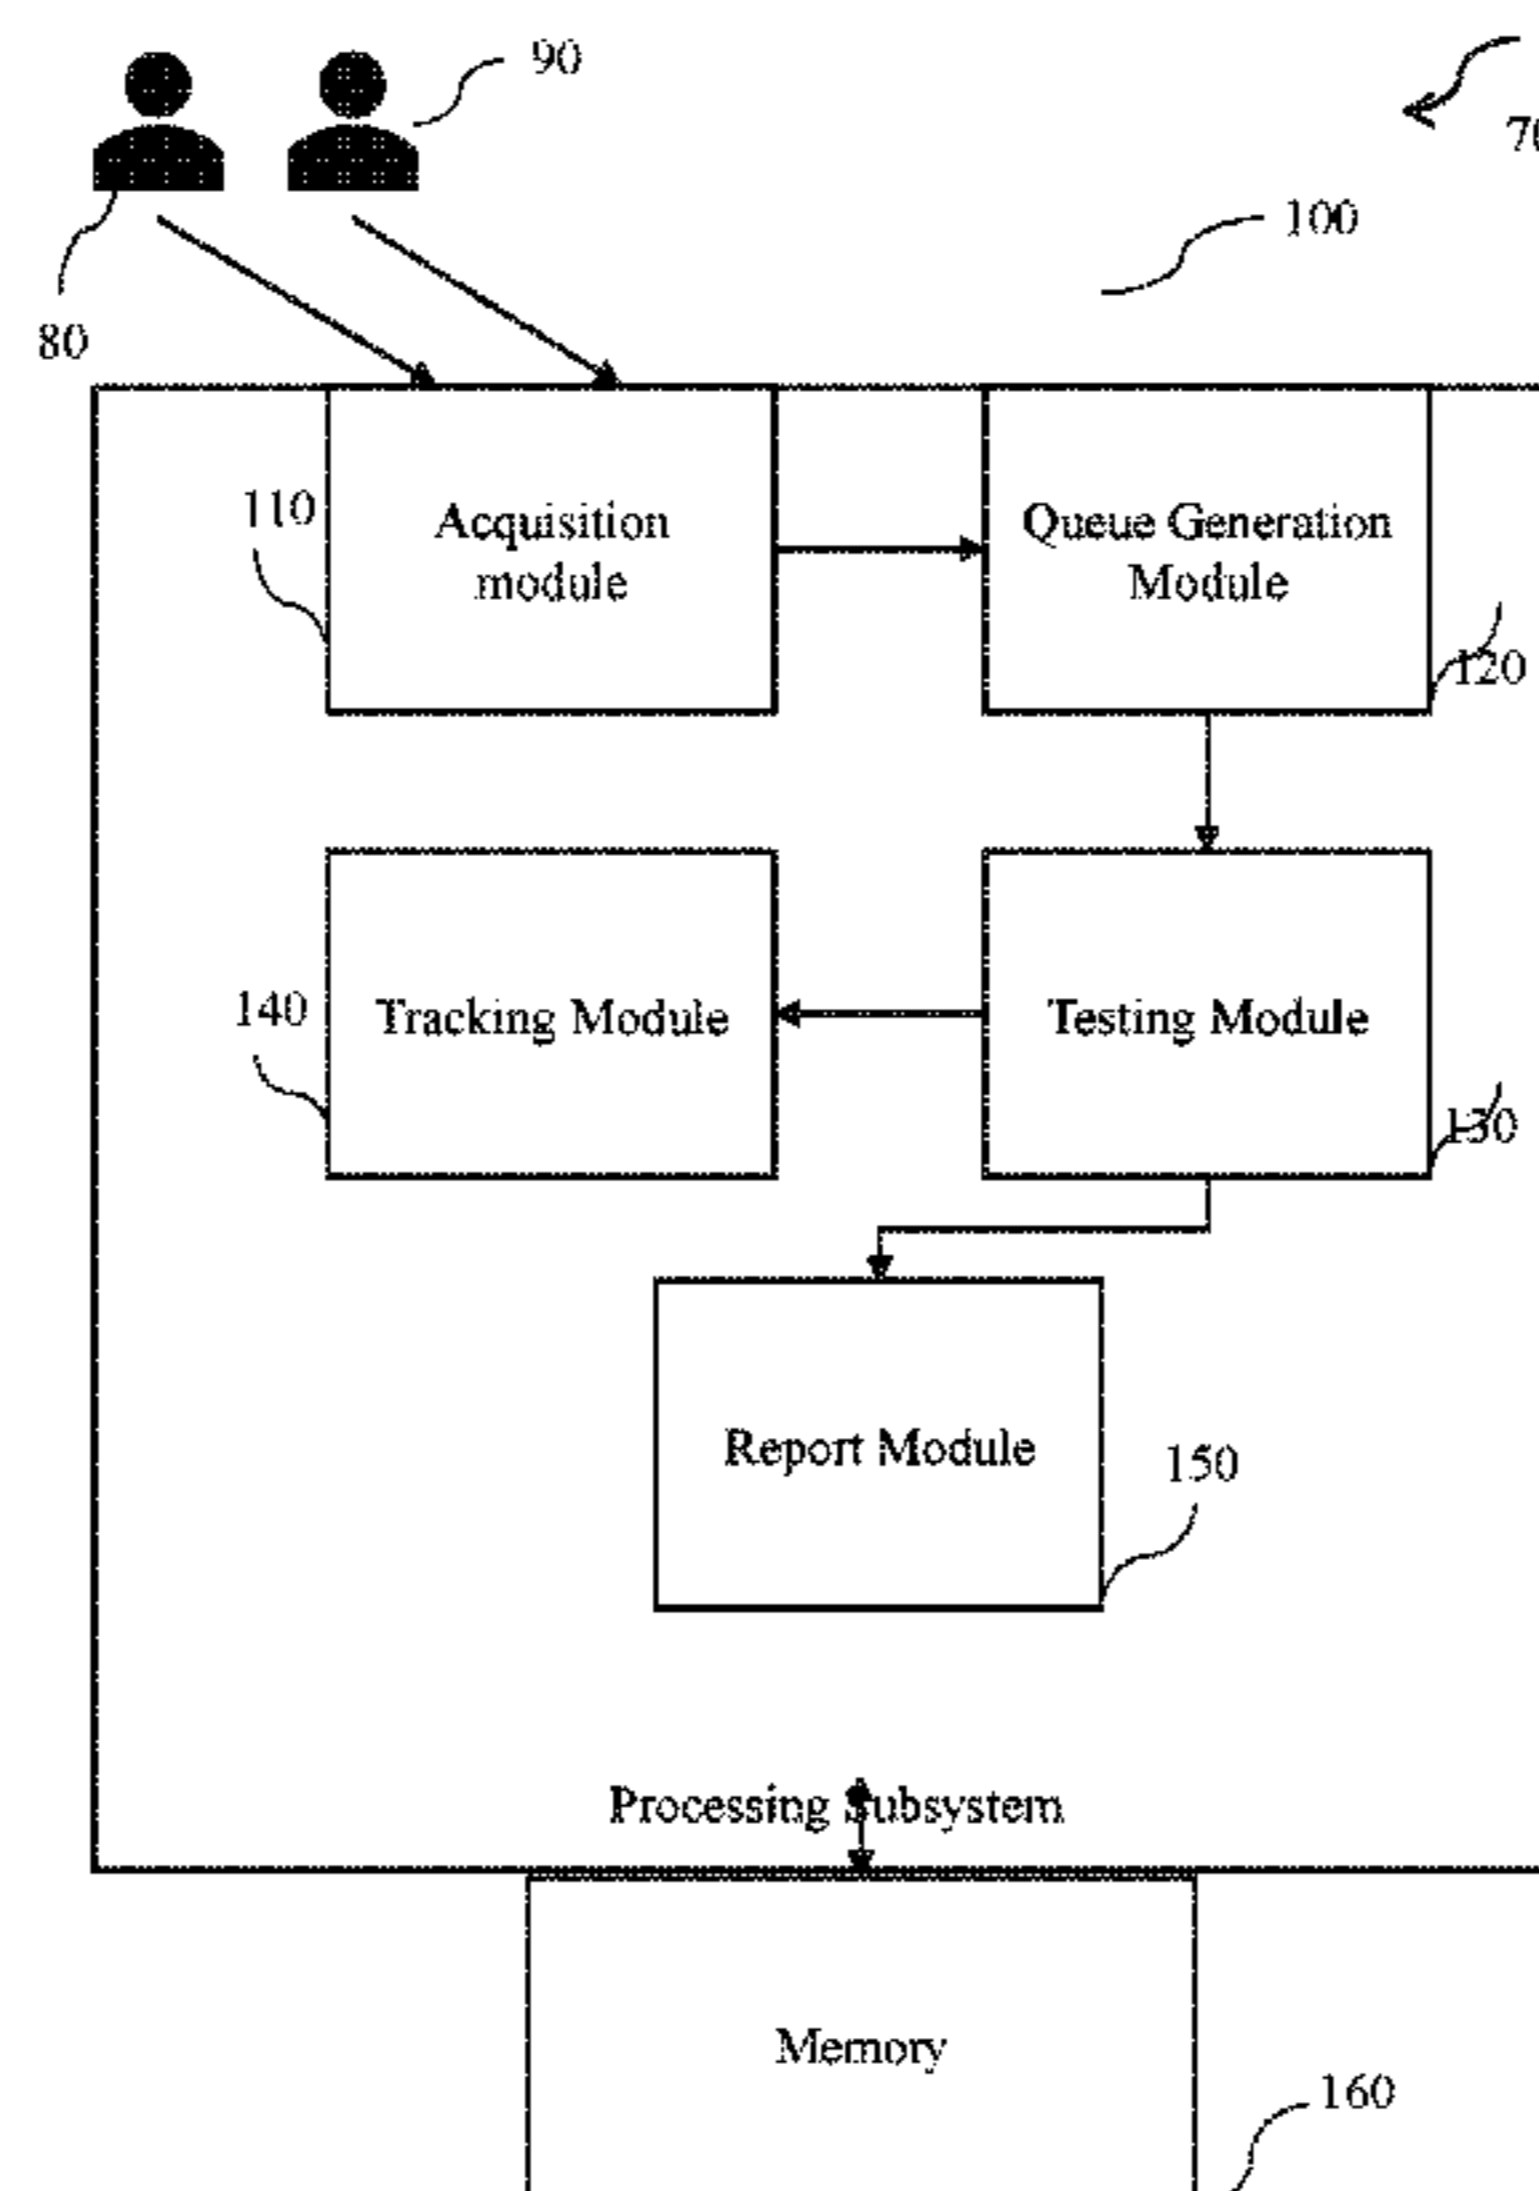 90
70
100
80
110
Acquisition
module
Queue Generation
Module
120
140
Tracking Module
Testing Module
130
Report Module
150
Processing Subsystem
Memory
160